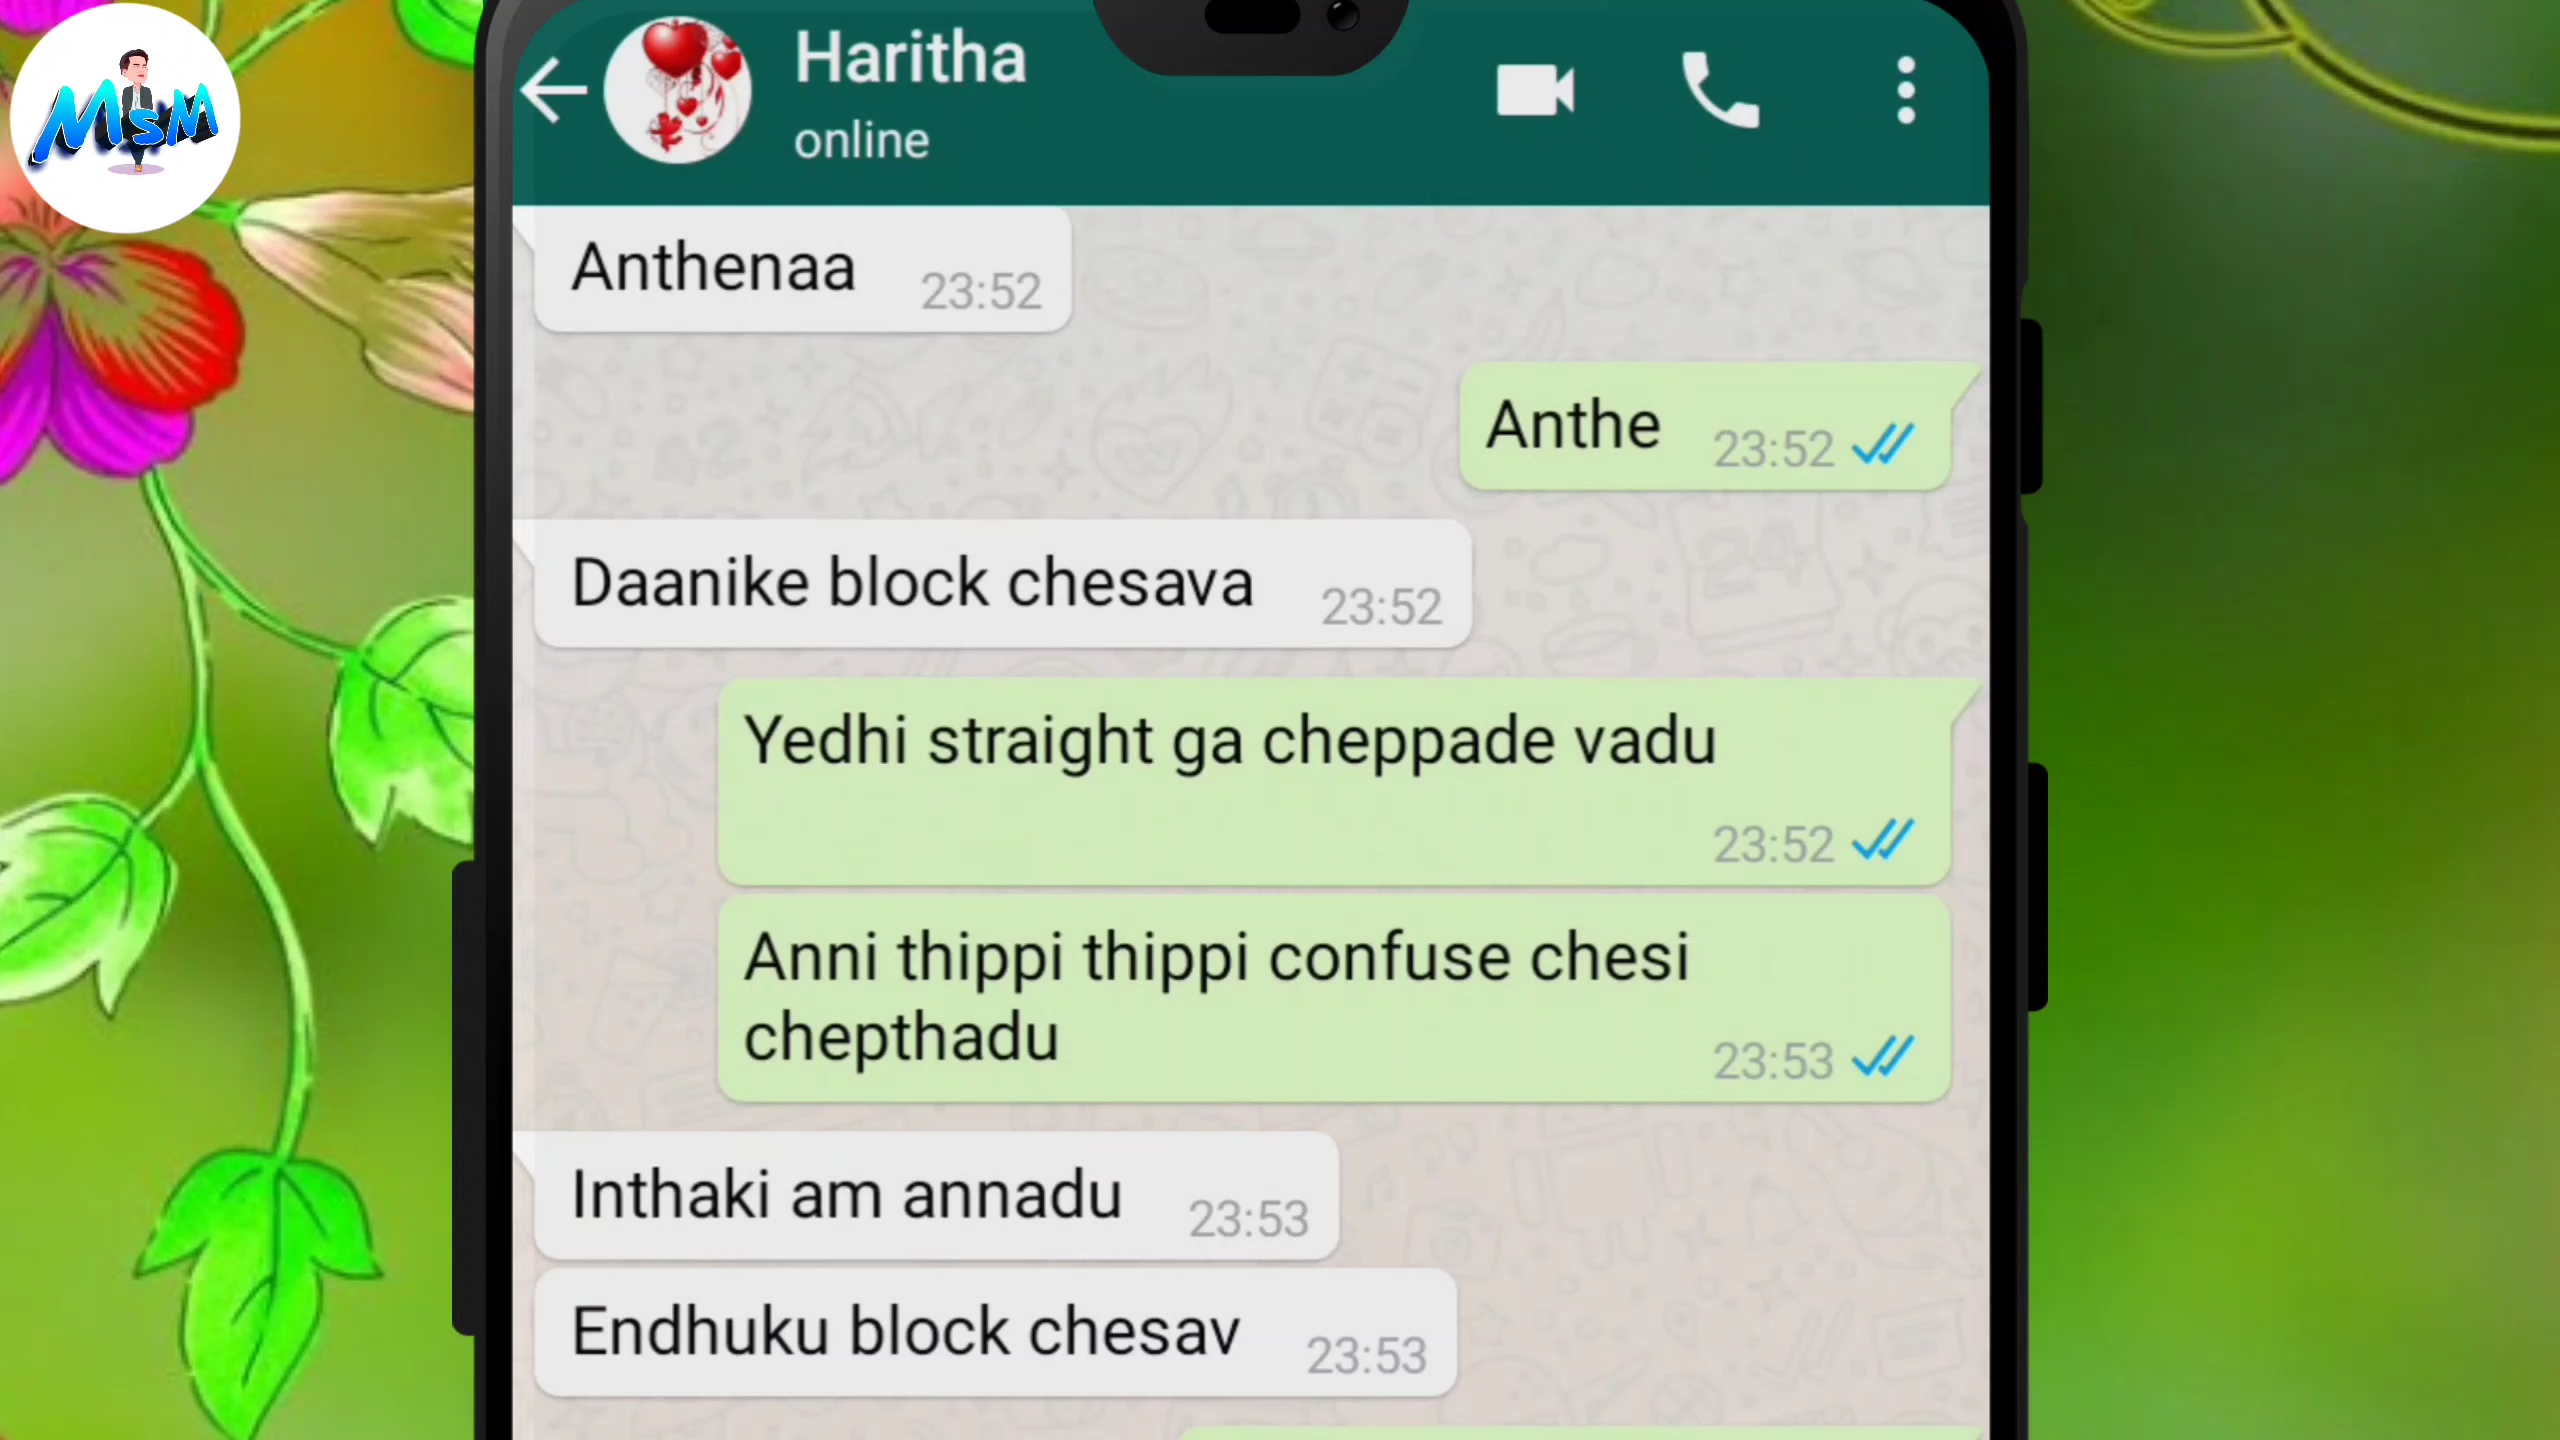 MSM
Haritha
online
Anthenaa 23:52
Anthe 23:52
Daanike block chesava 23:52
Yedhi straight ga cheppade vadu
23:52
Anni thippi thippi confuse chesi
chepthadu 23:53
Inthaki am annadu 23:53
Endhuku block chesav 23:53